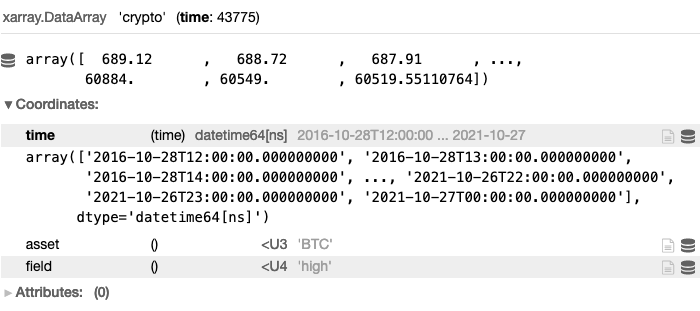 xarray.DataArray 'crypto' (time: 43775)
array([ 689.12 , 688.72 , 687.91 , ...,
60884. , 60549. , 60519.55110764])
▼Coordinates:
time (time) datetime64[ns] 2016-10-28T12:00:00 ... 2021-10-27
array(['2016-10-28T12:00:00.000000000', '2016-10-28T13:00:00.000000000',
'2016-10-28T14:00:00.000000000', ..., '2021-10-26T22:00:00.000000000',
'2021-10-26T23:00:00.000000000', '2021-10-27T00:00:00.000000000'],
dtype='datetime64[ns]')
asset () <U3 'BTC'
field () <U4 'high'
►Attributes: (0)